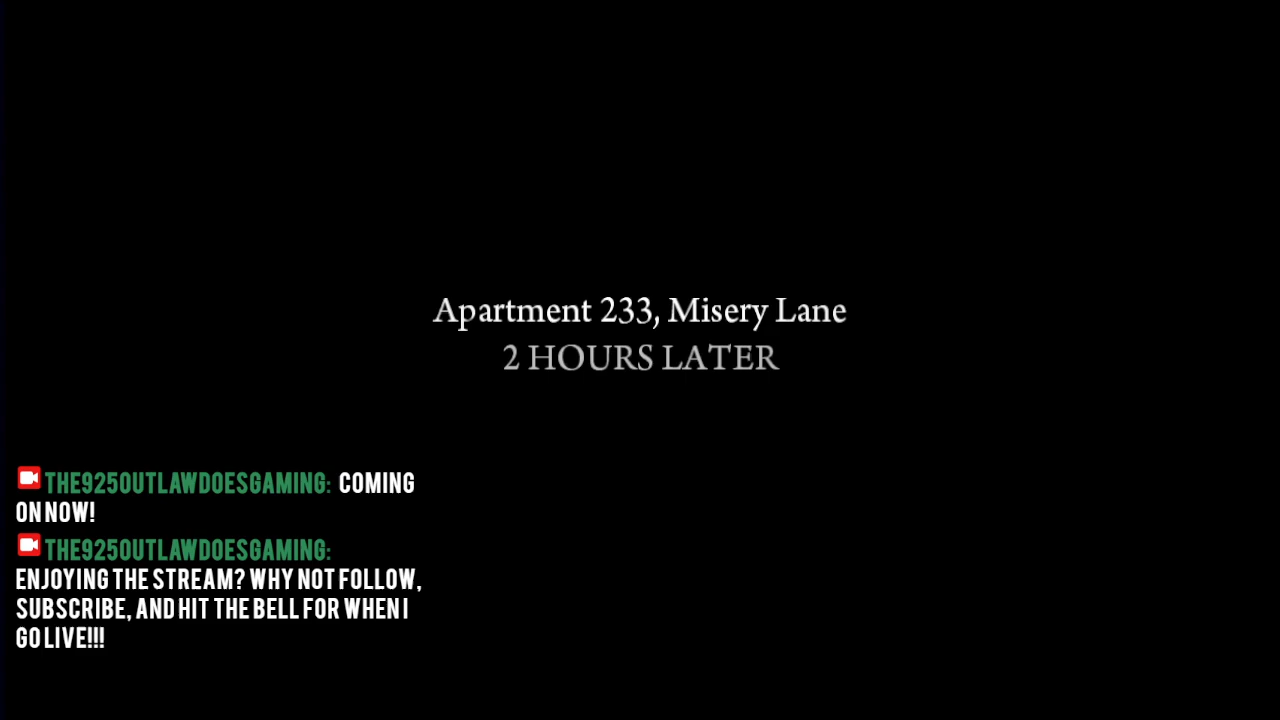 Apartment 233, Misery Lane
2 HOURS LATER
THE925OUTLAWDOESGAMING: COMING
ON NOW!
THE925OUTLAWDOESGAMING:
ENJOYING THE STREAM? WHY NOT FOLLOW,
SUBSCRIBE, AND HIT THE BELL FOR WHEN I
GO LIVE!!!